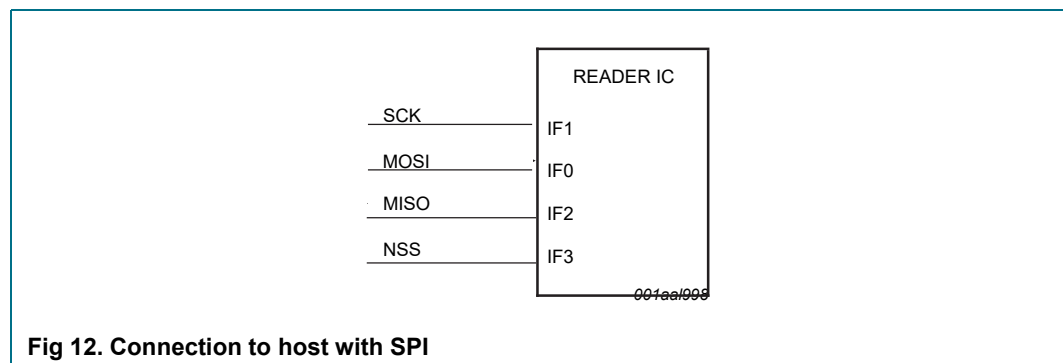 READER IC
SCK
IF1
MOSI
IF0
MISO
IF2
NSS
IF3
001aal998
Fig 12. Connection to host with SPI